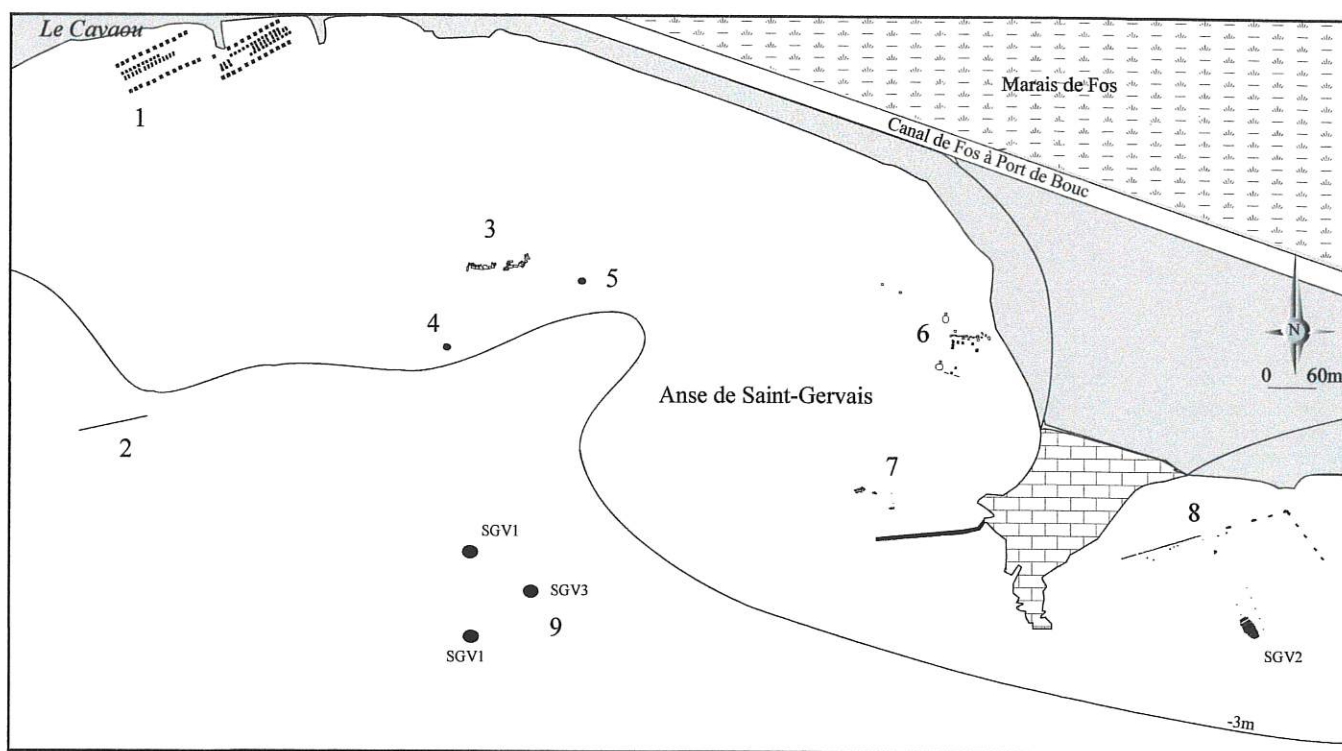 Le Cavaou
1
Marais de Fos
Canal de Fos à Port de Bouc
3
5
4
6
N
0 60m
Anse de Saint-Gervais
2
7
8
SGV1
SGV3
9
SGV1
SGV2
-3m